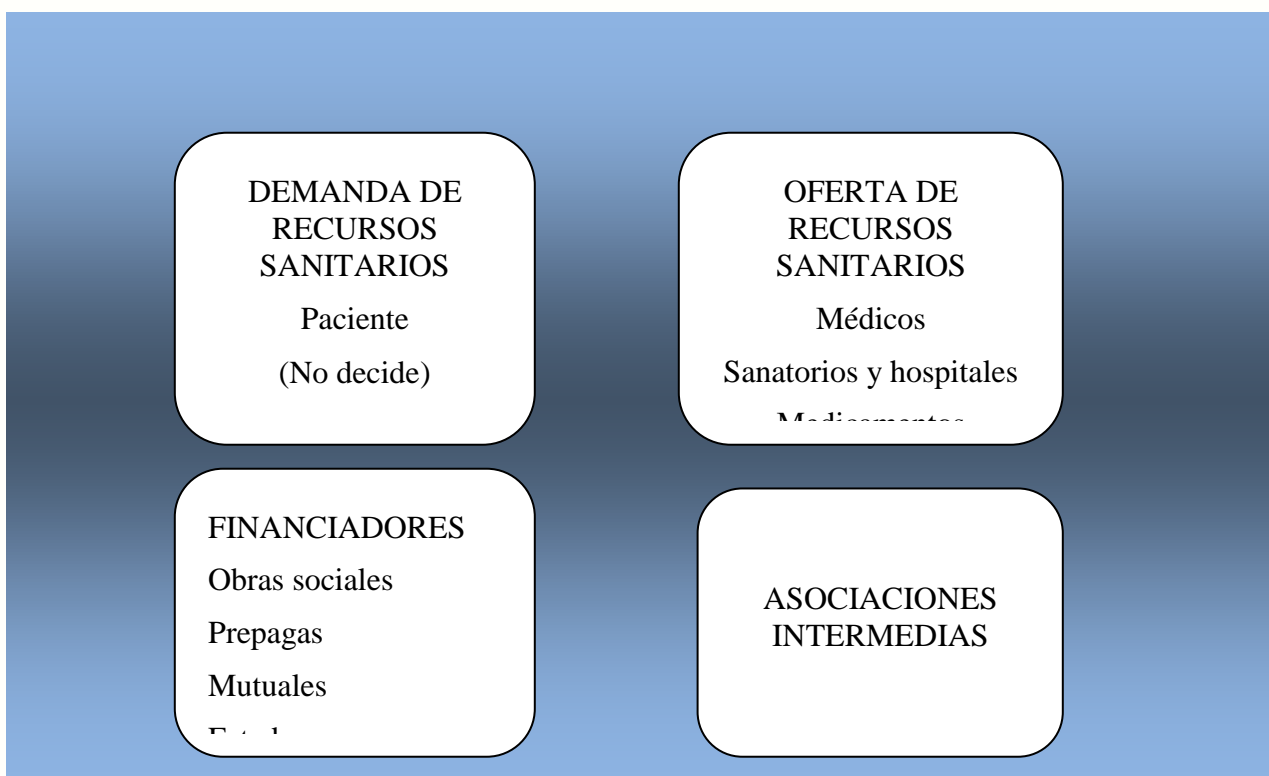 DEMANDA DE
RECURSOS
SANITARIOS
Paciente
(No decide)
OFERTA DE
RECURSOS
SANITARIOS
Médicos
Sanatorios y hospitales
Medicamentos
FINANCIADORES
Obras sociales
Prepagas
Mutuales
ASOCIACIONES
INTERMEDIAS